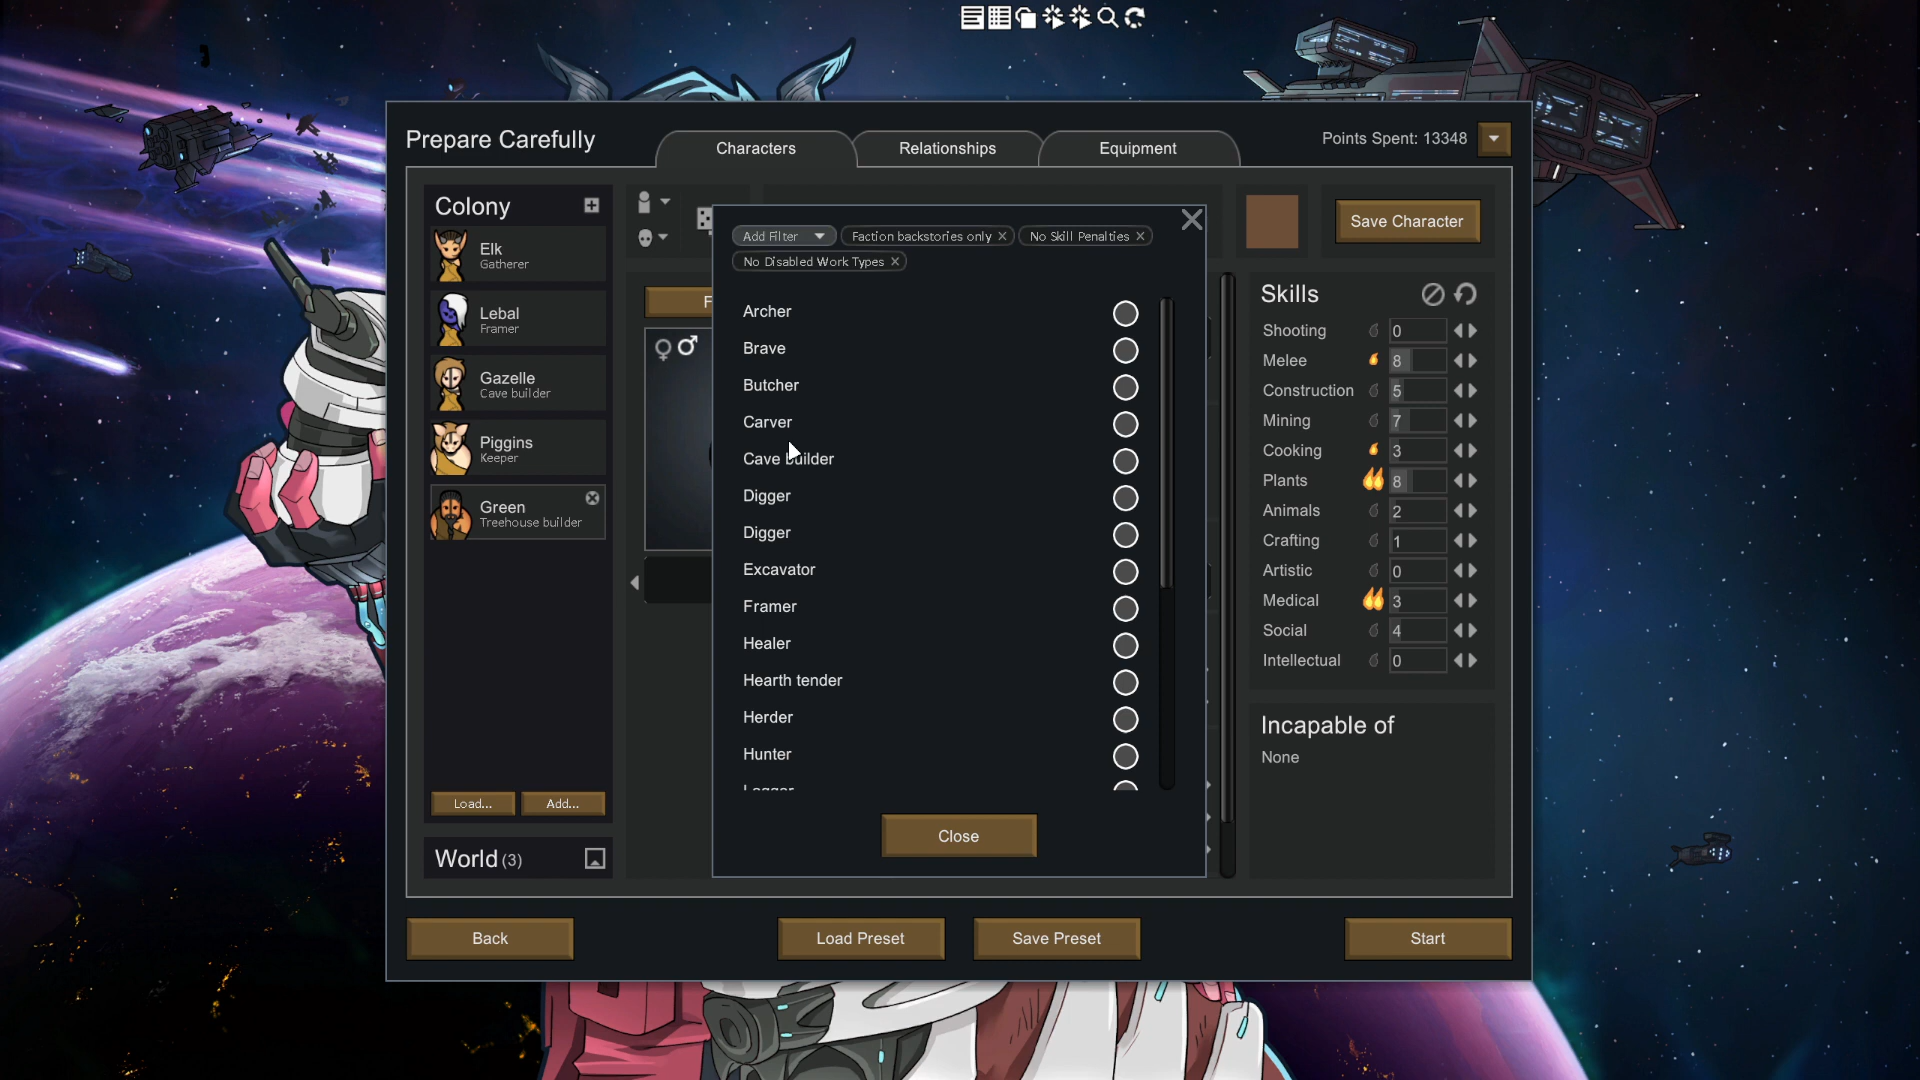 Prepare Carefully
Characters
Relationships
Equipment
Points Spent: 13348
Colony
Elk
Gatherer
Lebal
Framer
Gazelle
Cave builder
Piggins
Keeper
Green
Treehouse builder
Load...
Add...
World (3)
Save Character
F
Add Filter
Faction backstories only
No Skill Penalties
No Disabled Work Types
Archer
Brave
Butcher
Carver
Cave builder
Digger
Digger
Excavator
Framer
Healer
Hearth tender
Herder
Hunter
Close
Skills
Shooting 0
Melee 8
Construction 5
Mining 7
Cooking 3
Plants 8
Animals 2
Crafting 1
Artistic 0
Medical 3
Social 4
Intellectual 0
Incapable of
None
Back
Load Preset
Save Preset
Start